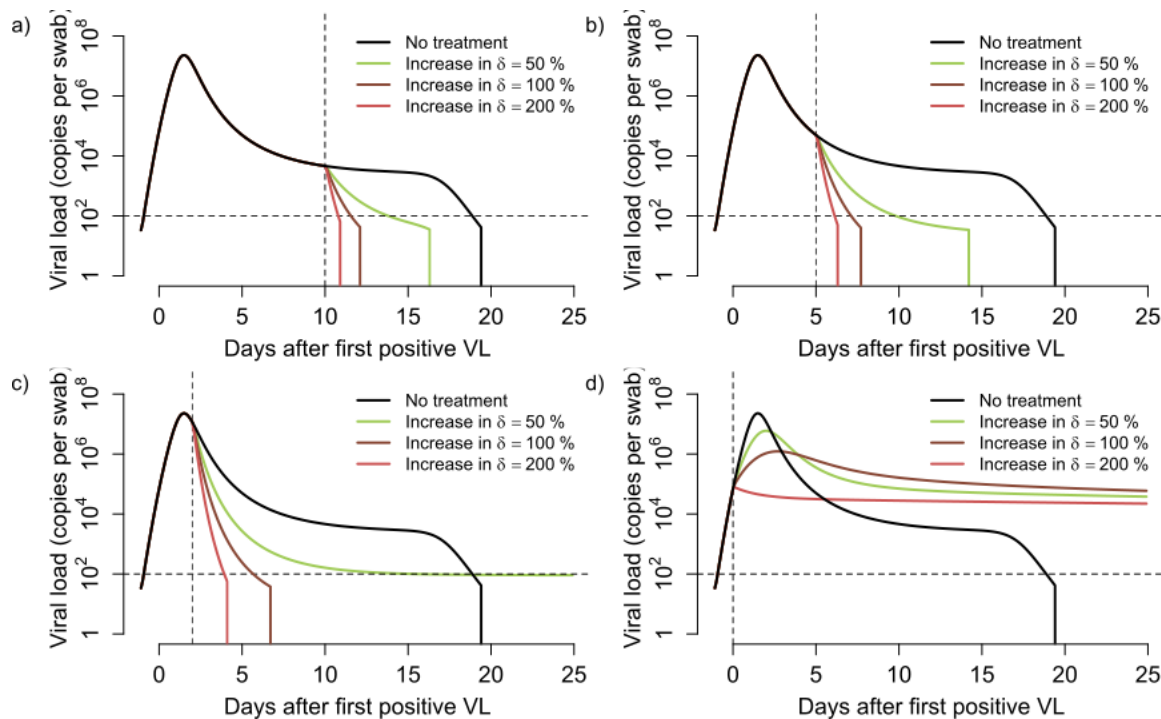 a)
Viral load (copies per swab)
10^8
10^6
10^4
10^2
1
No treatment
Increase in δ = 50 %
Increase in δ = 100 %
Increase in δ = 200 %
0 5 10 15 20 25
Days after first positive VL
b)
Viral load (copies per swab)
10^8
10^6
10^4
10^2
1
No treatment
Increase in δ = 50 %
Increase in δ = 100 %
Increase in δ = 200 %
0 5 10 15 20 25
Days after first positive VL
c)
Viral load (copies per swab)
10^8
10^6
10^4
10^2
1
No treatment
Increase in δ = 50 %
Increase in δ = 100 %
Increase in δ = 200 %
0 5 10 15 20 25
Days after first positive VL
d)
Viral load (copies per swab)
10^8
10^6
10^4
10^2
1
No treatment
Increase in δ = 50 %
Increase in δ = 100 %
Increase in δ = 200 %
0 5 10 15 20 25
Days after first positive VL